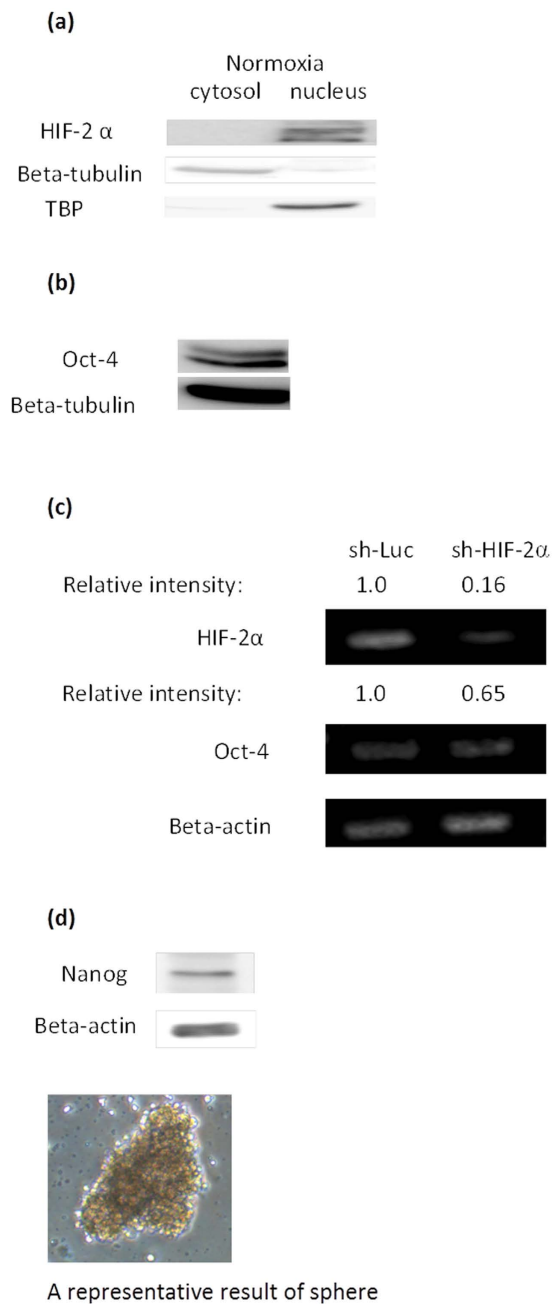 (a)
Normoxia
cytosol nucleus
HIF-2 α
Beta-tubulin
TBP
(b)
Oct-4
Beta-tubulin
(c)
sh-Luc sh-HIF-2α
Relative intensity: 1.0 0.16
HIF-2α
Relative intensity: 1.0 0.65
Oct-4
Beta-actin
(d)
Nanog
Beta-actin
A representative result of sphere